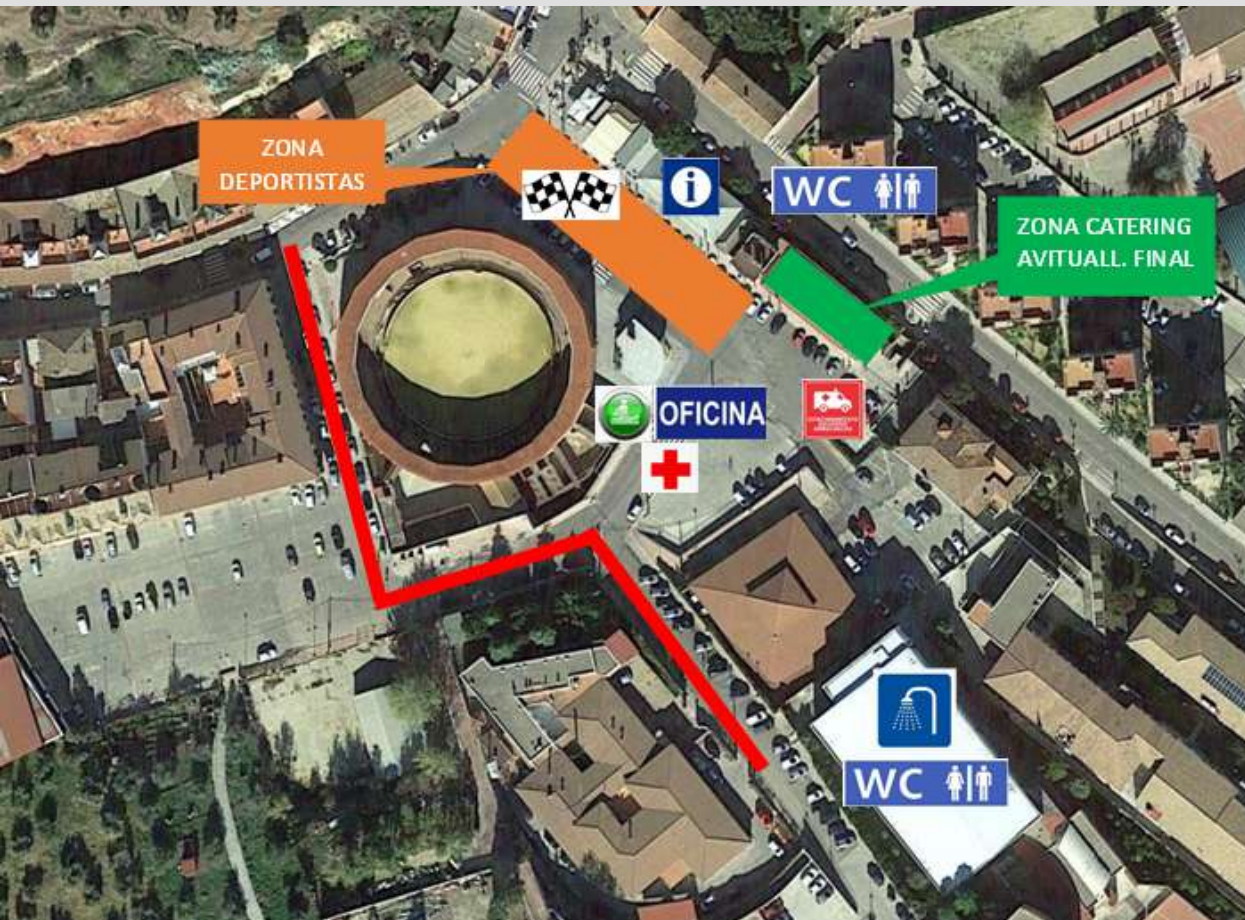 ZONA
DEPORTISTAS
WC
ZONA CATERING
AVITUALL. FINAL
OFICINA
WC